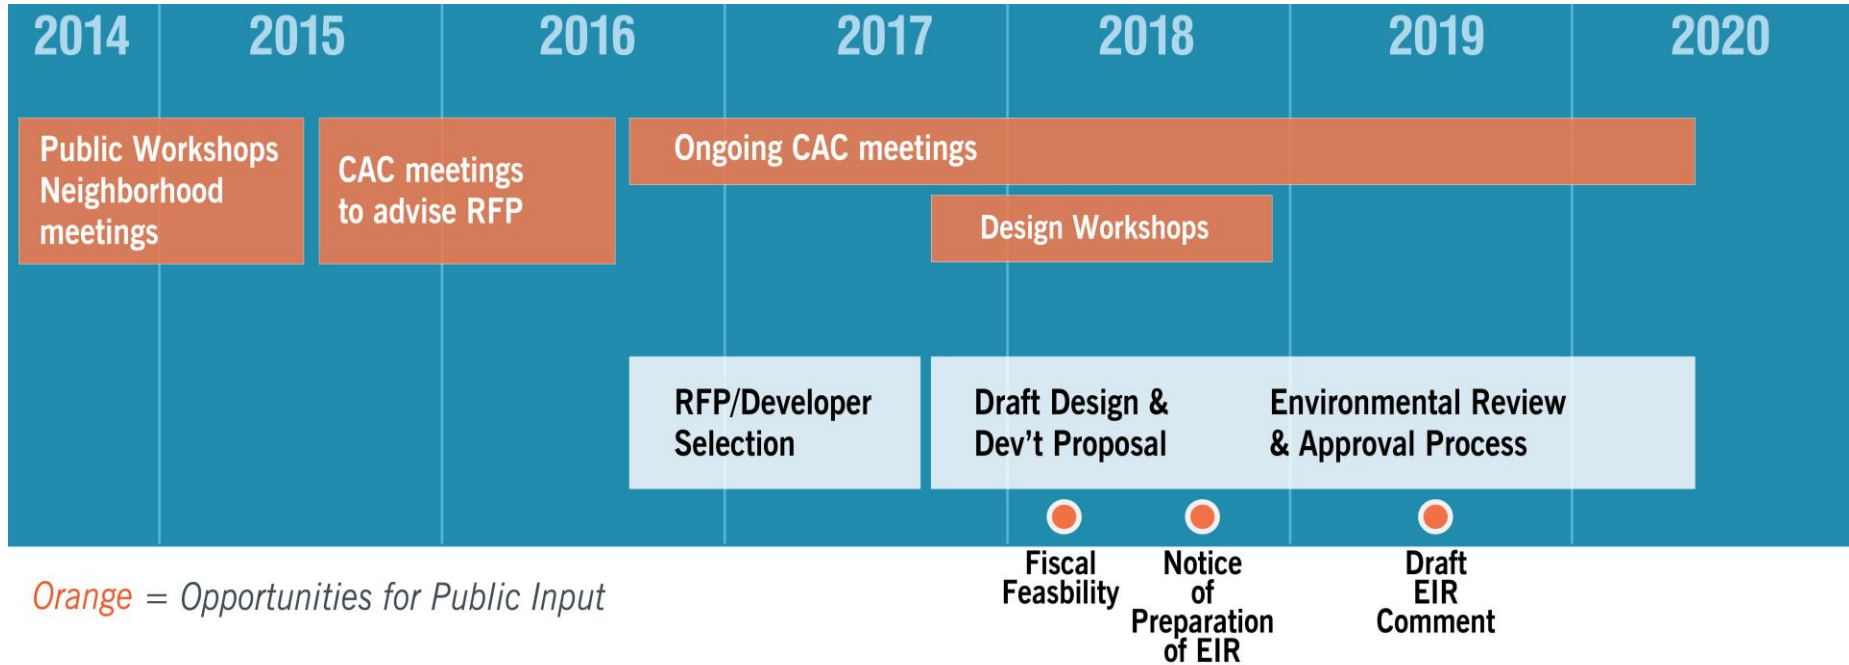 2014 2015 2016 2017 2018 2019 2020
Public Workshops
Neighborhood
meetings
CAC meetings
to advise RFP
Ongoing CAC meetings
Design Workshops
RFP/Developer
Selection
Draft Design &
Dev't Proposal
Environmental Review
& Approval Process
Fiscal
Feasbility
Notice
of
Preparation
of EIR
Draft
EIR
Comment
Orange = Opportunities for Public Input